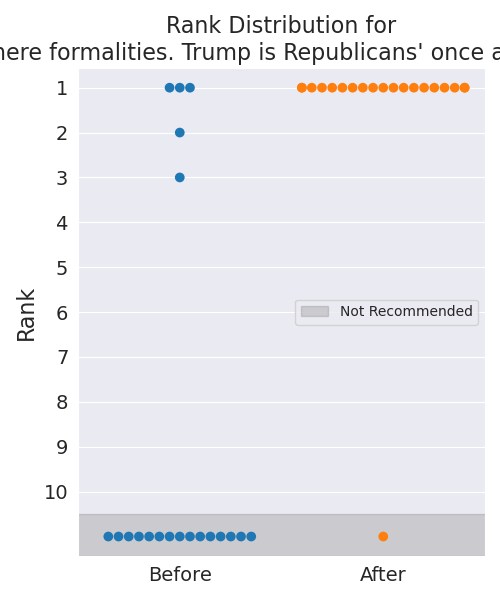 Rank Distribution for
here formalities. Trump is Republicans' once a
1
2
3
4
5
6
7
8
9
10
Rank
Not Recommended
Before
After